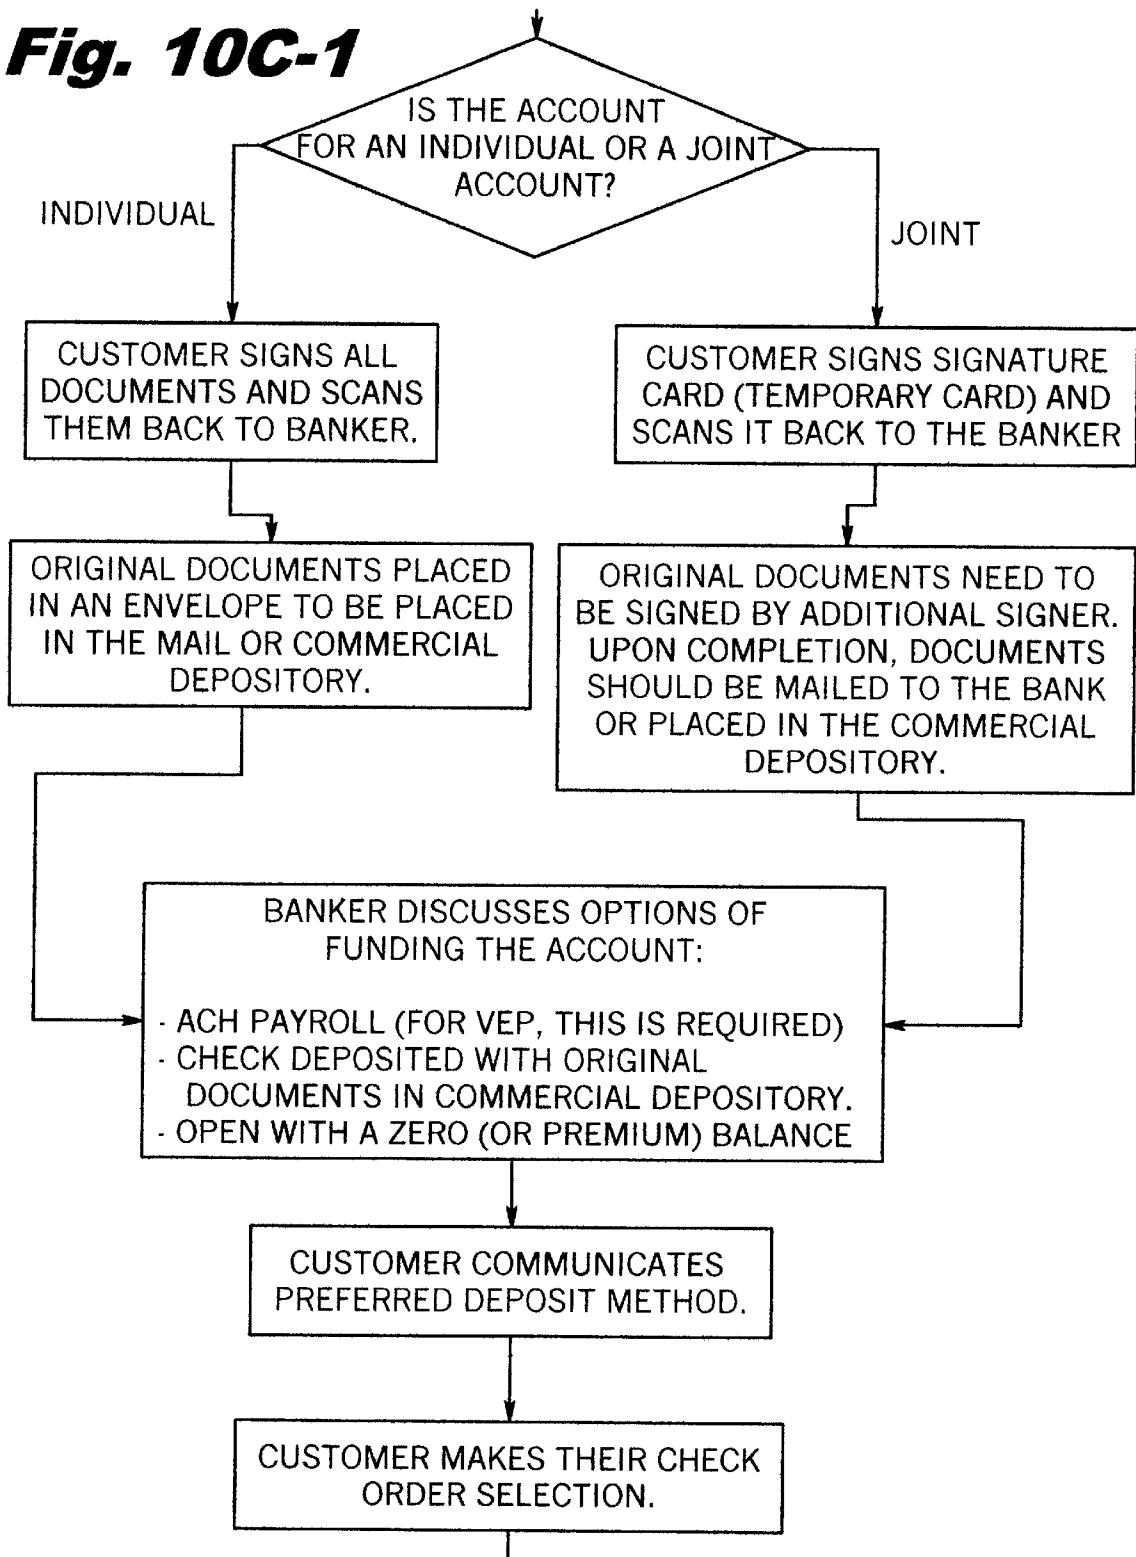 Fig. 10C-1
IS THE ACCOUNT
FOR AN INDIVIDUAL OR A JOINT
ACCOUNT?
INDIVIDUAL
JOINT
CUSTOMER SIGNS ALL
DOCUMENTS AND SCANS
THEM BACK TO BANKER.
CUSTOMER SIGNS SIGNATURE
CARD (TEMPORARY CARD) AND
SCANS IT BACK TO THE BANKER
ORIGINAL DOCUMENTS PLACED
IN AN ENVELOPE TO BE PLACED
IN THE MAIL OR COMMERCIAL
DEPOSITORY.
ORIGINAL DOCUMENTS NEED TO
BE SIGNED BY ADDITIONAL SIGNER.
UPON COMPLETION, DOCUMENTS
SHOULD BE MAILED TO THE BANK
OR PLACED IN THE COMMERCIAL
DEPOSITORY.
BANKER DISCUSSES OPTIONS OF
FUNDING THE ACCOUNT:
- ACH PAYROLL (FOR VEP, THIS IS REQUIRED)
- CHECK DEPOSITED WITH ORIGINAL
DOCUMENTS IN COMMERCIAL DEPOSITORY.
- OPEN WITH A ZERO (OR PREMIUM) BALANCE
CUSTOMER COMMUNICATES
PREFERRED DEPOSIT METHOD.
CUSTOMER MAKES THEIR CHECK
ORDER SELECTION.